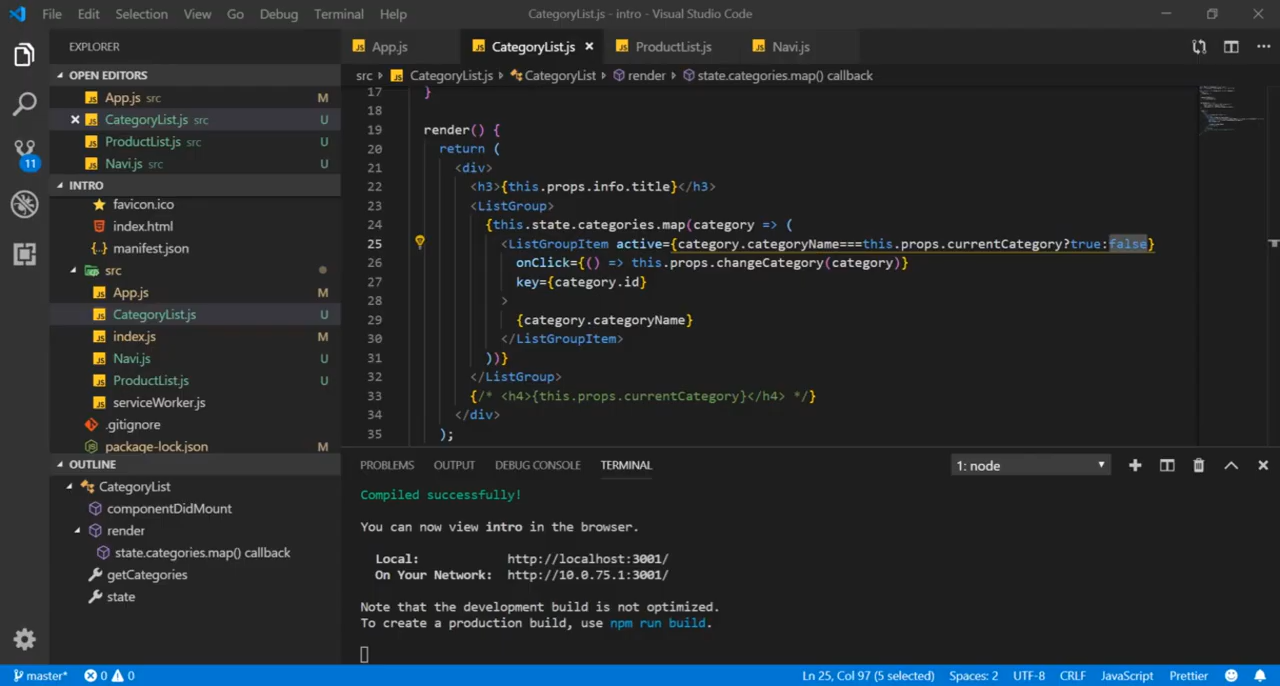 File Edit Selection View Go Debug Terminal Help CategoryList.js - intro - Visual Studio Code
EXPLORER
OPEN EDITORS
App.js src M
CategoryList.js src U
ProductList.js src U
Navi.js src U
11
INTRO
favicon.ico
index.html
manifest.json
src
App.js M
CategoryList.js U
index.js M
Navi.js U
ProductList.js U
serviceWorker.js
.gitignore
package-lock.json M
OUTLINE
CategoryList
componentDidMount
render
state.categories.map() callback
getCategories
state
App.js CategoryList.js ProductList.js Navi.js
src CategoryList.js CategoryList render state.categories.map() callback
17 }
18
19 render() {
20 return (
21 <div>
22 <h3>{this.props.info.title}</h3>
23 <ListGroup>
24 {this.state.categories.map(category => (
25 <ListGroupItem active={category.categoryName===this.props.currentCategory?true:false}
26 onClick={() => this.props.changeCategory(category)}
27 key={category.id}
28 >
29 {category.categoryName}
30 </ListGroupItem>
31 ))}
32 </ListGroup>
33 {/* <h4>{this.props.currentCategory}</h4> */}
34 </div>
35 );
PROBLEMS OUTPUT DEBUG CONSOLE TERMINAL 1: node
Compiled successfully!
You can now view intro in the browser.
Local: http://localhost:3001/
On Your Network: http://10.0.75.1:3001/
Note that the development build is not optimized.
To create a production build, use npm run build.
master* 0 0 Ln 25, Col 97 (5 selected) Spaces: 2 UTF-8 CRLF JavaScript Prettier